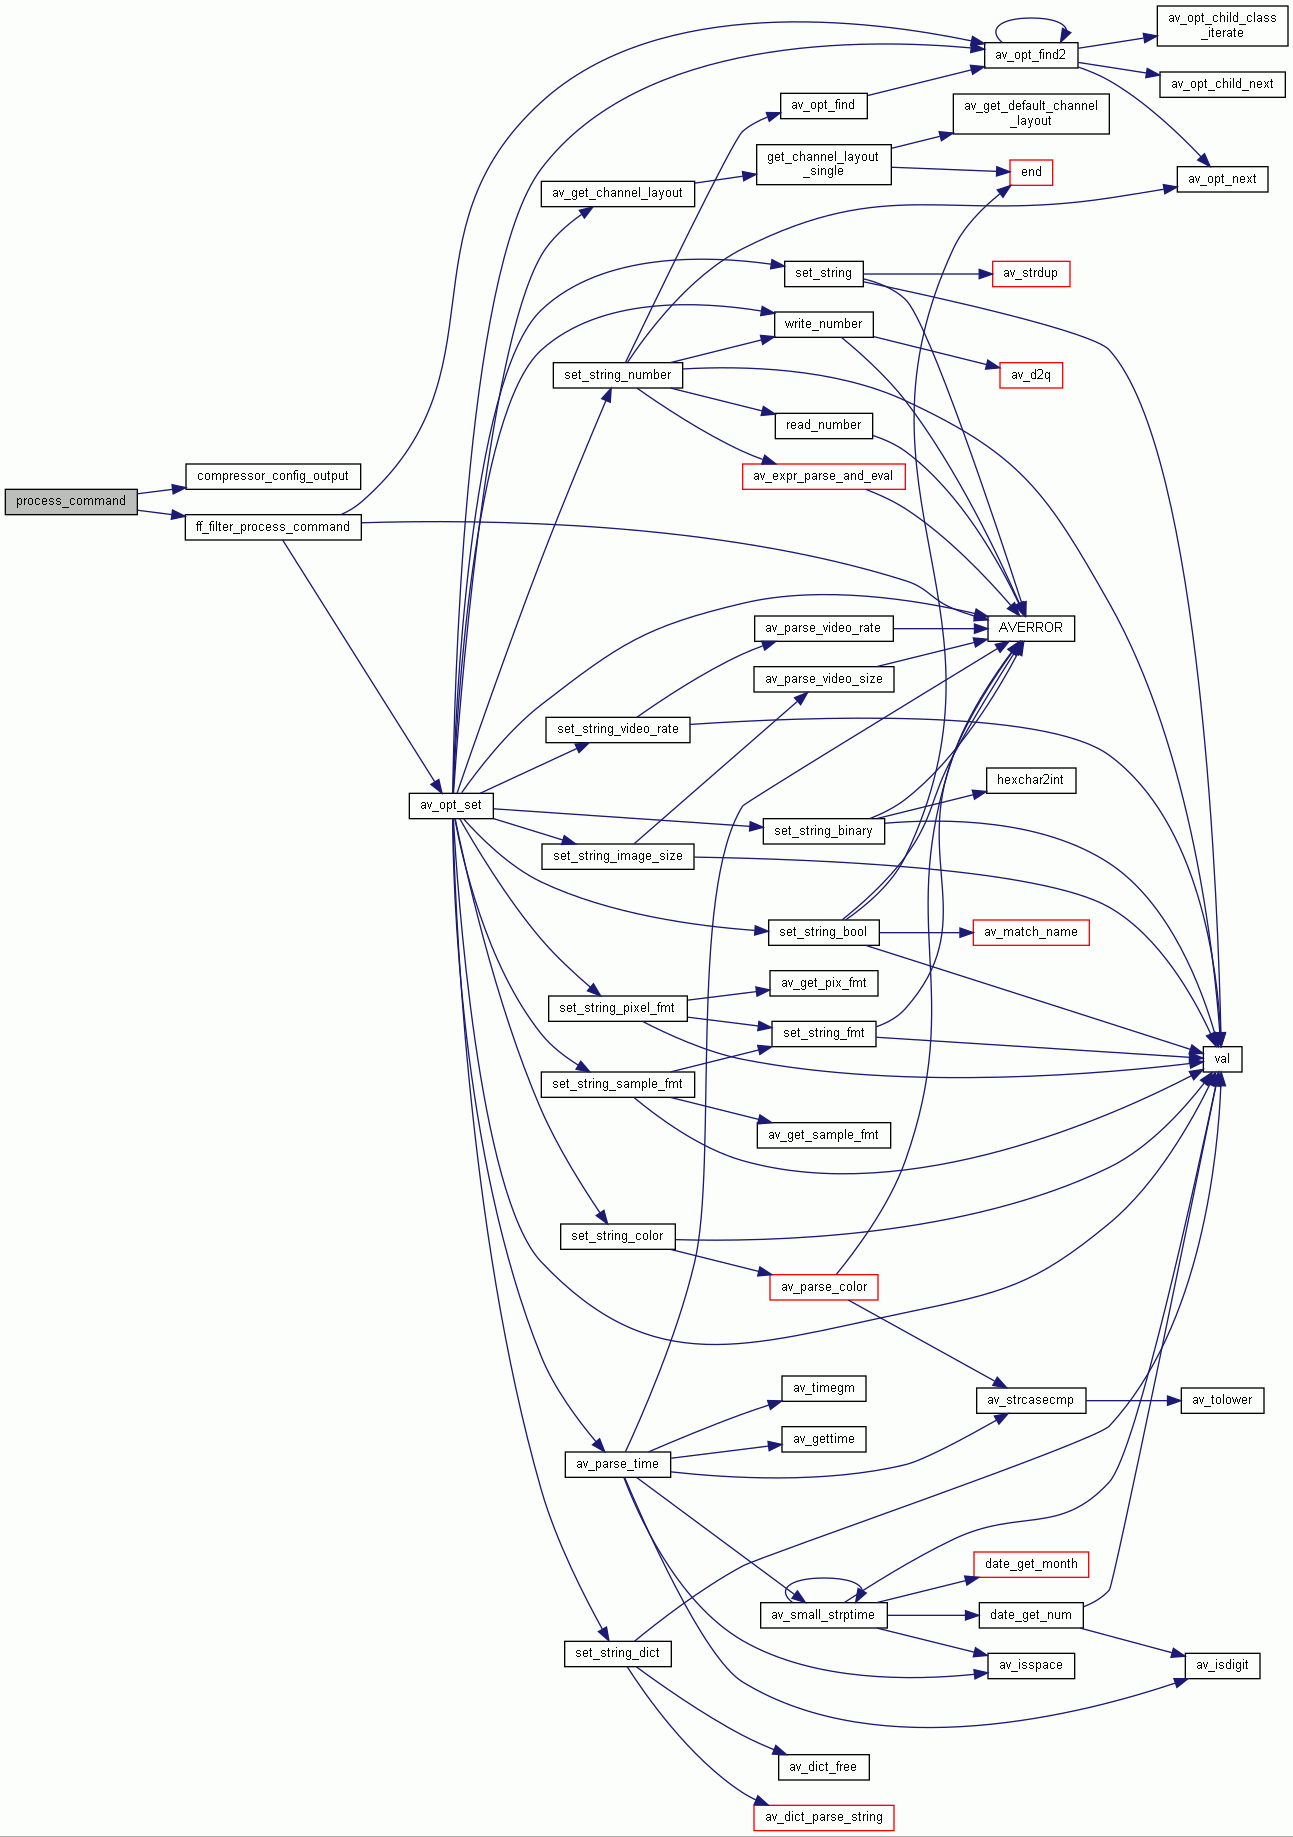 av_opt_child_class
_iterate
av_opt_find2
av_opt_child_next
av_opt_find
av_get_default_channel
_layout
get_channel_layout
_single
end
av_opt_next
av_get_channel_layout
set_string
av_strdup
write_number
set_string_number
av_d2q
read_number
compressor_config_output
av_expr_parse_and_eval
process_command
ff_filter_process_command
av_parse_video_rate
AVERROR
av_parse_video_size
set_string_video_rate
hexchar2int
av_opt_set
set_string_binary
set_string_image_size
set_string_bool
av_match_name
av_get_pix_fmt
set_string_pixel_fmt
set_string_fmt
val
set_string_sample_fmt
av_get_sample_fmt
set_string_color
av_parse_color
av_timegm
av_strcasecmp
av_tolower
av_gettime
av_parse_time
date_get_month
av_small_strptime
date_get_num
set_string_dict
av_isspace
av_isdigit
av_dict_free
av_dict_parse_string